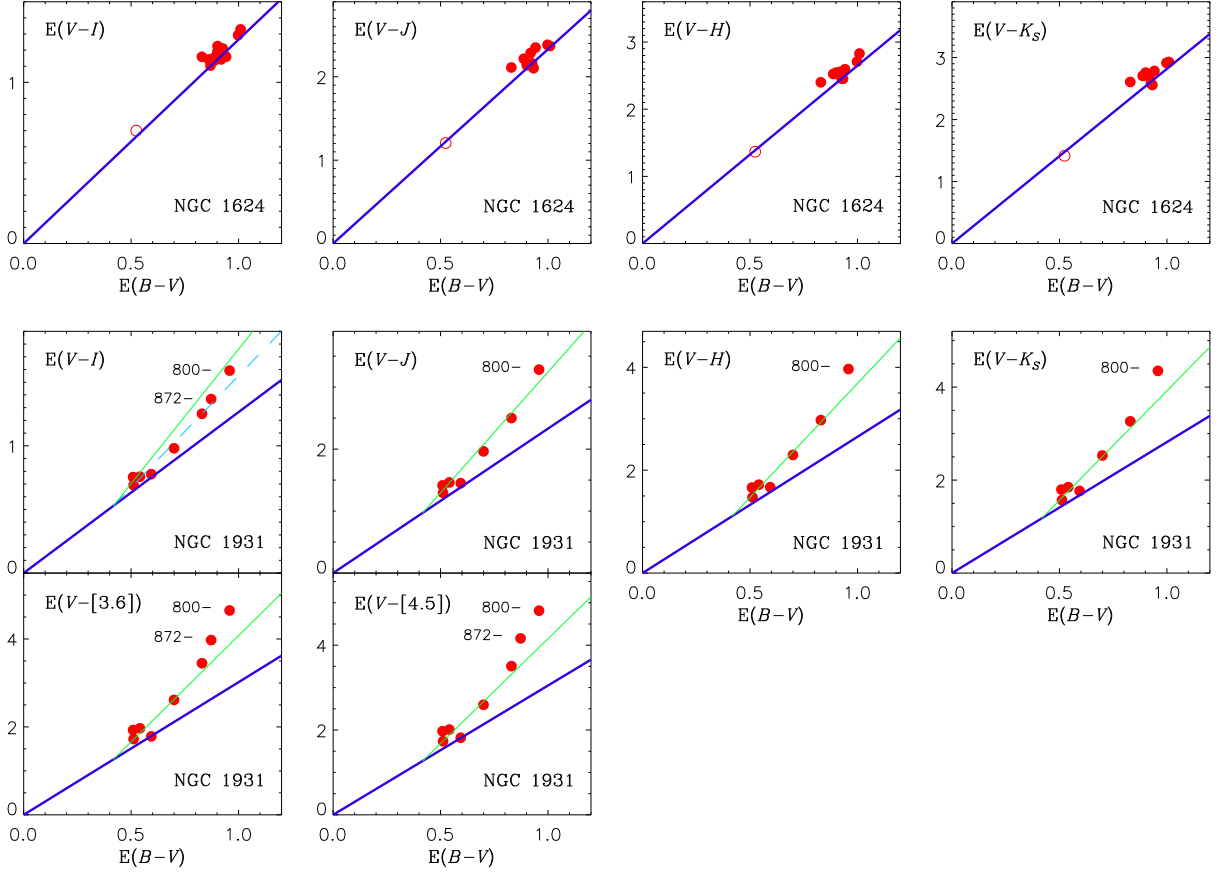 E(V−I)
E(V−J)
E(V−H)
E(V−KS)
1
0
1
2
0
1
2
3
0
1
2
3
0
NGC 1624
NGC 1624
NGC 1624
NGC 1624
0.0 0.5 1.0
0.0 0.5 1.0
0.0 0.5 1.0
0.0 0.5 1.0
E(B−V)
E(B−V)
E(B−V)
E(B−V)
E(V−I)
800−
872−
1
0
NGC 1931
E(V−J)
800−
2
0
NGC 1931
E(V−H)
800−
4
2
0
NGC 1931
0.0 0.5 1.0
E(B−V)
E(V−KS)
800−
4
2
0
NGC 1931
0.0 0.5 1.0
E(B−V)
E(V−[3.6])
800−
872−
4
2
0
NGC 1931
0.0 0.5 1.0
E(B−V)
E(V−[4.5])
800−
872−
4
2
0
NGC 1931
0.0 0.5 1.0
E(B−V)